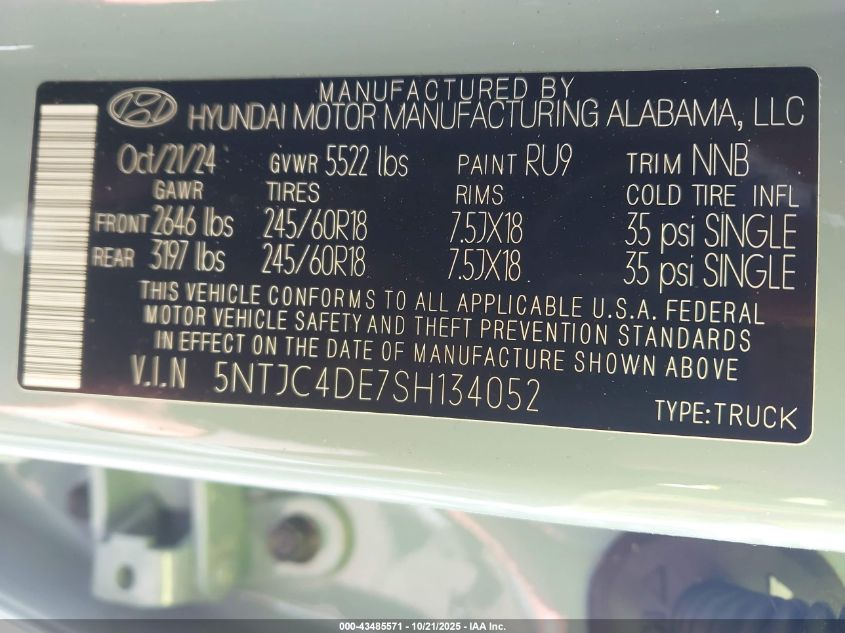 MANUFACTURED BY
HYUNDAI MOTOR MANUFACTURING ALABAMA, LLC
Oct/21/24 GVWR 5522 lbs PAINT RU9 TRIM NNB
GAWR TIRES RIMS COLD TIRE INFL
FRONT 2646 lbs 245/60R18 7.5JX18 35 psi SINGLE
REAR 3197 lbs 245/60R18 7.5JX18 35 psi SINGLE
THIS VEHICLE CONFORMS TO ALL APPLICABLE U.S.A. FEDERAL
MOTOR VEHICLE SAFETY AND THEFT PREVENTION STANDARDS
IN EFFECT ON THE DATE OF MANUFACTURE SHOWN ABOVE
V.I.N 5NTJC4DE7SH134052
TYPE:TRUCK
000-43485571 - 10/21/2025 - IAA Inc.